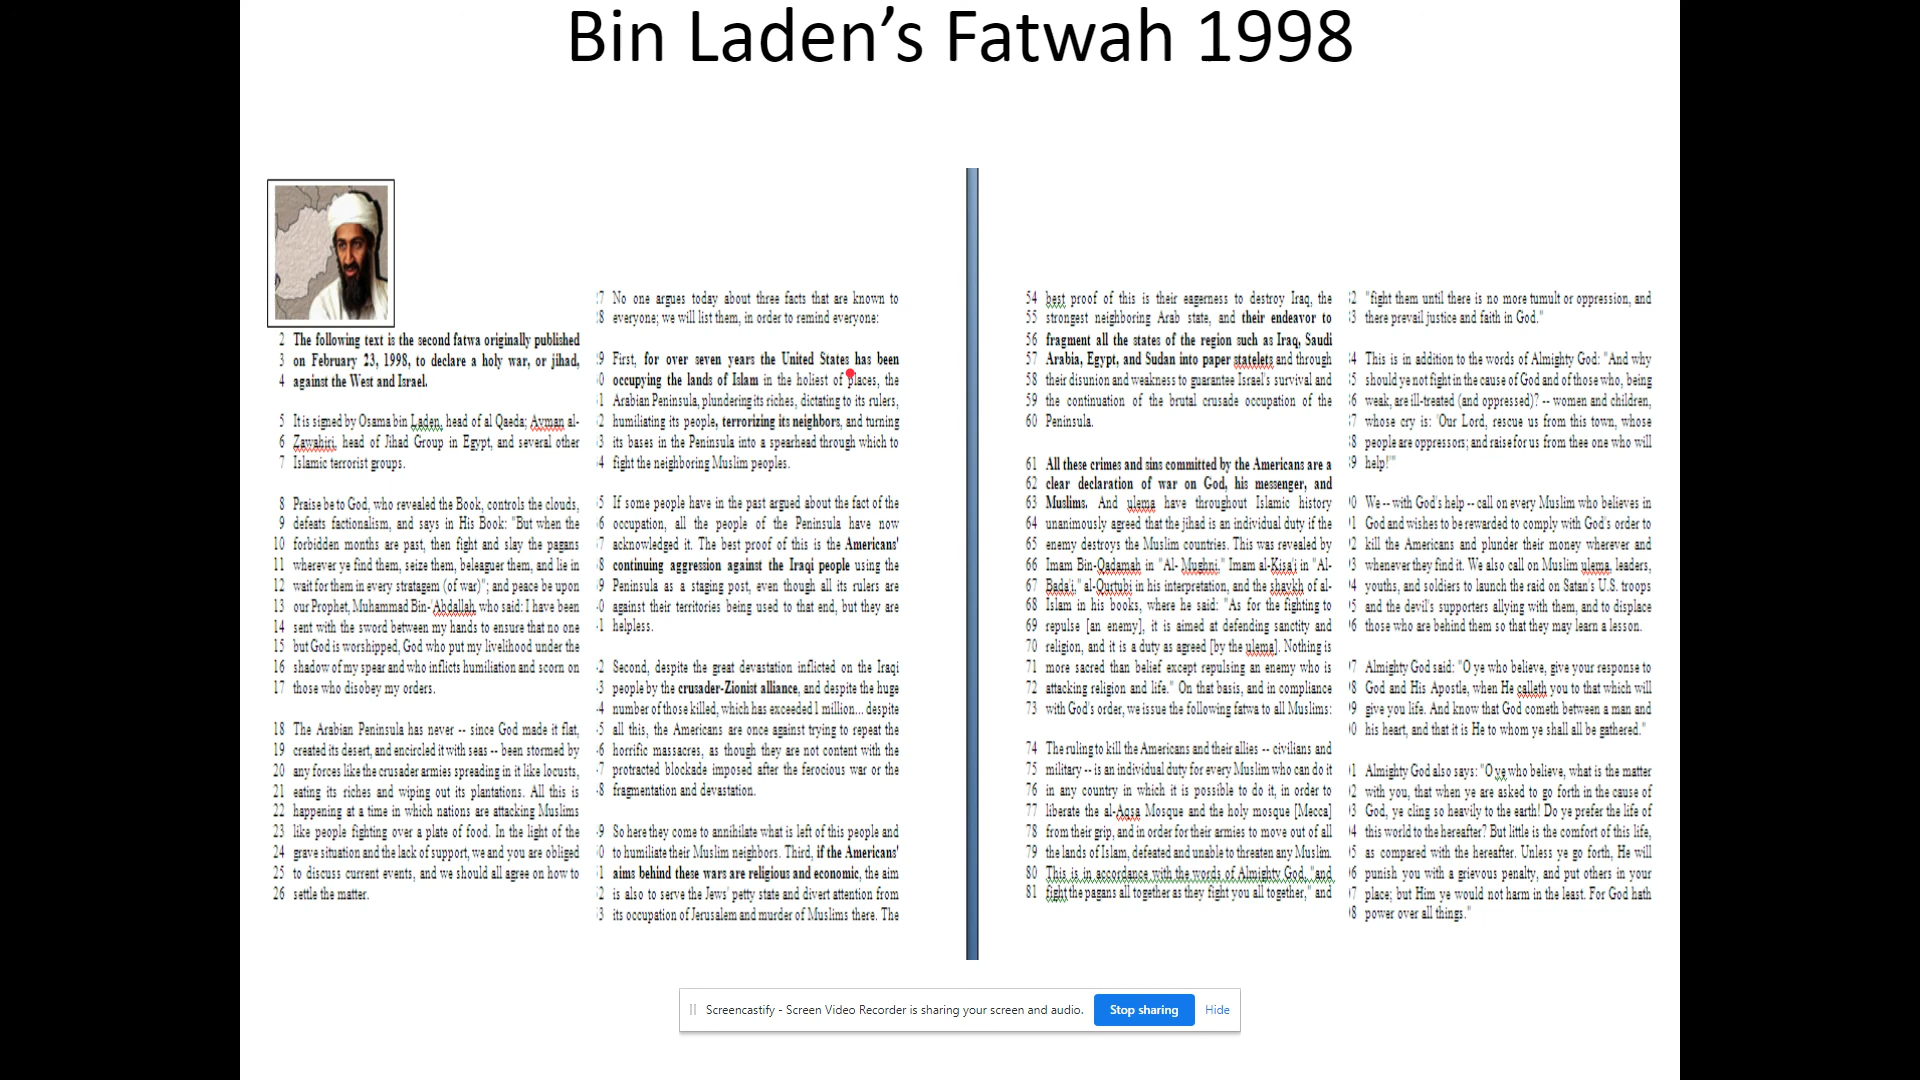 Bin Laden’s Fatwah 1998
2 The following text is the second fatwa originally published
3 on February 23, 1998, to declare a holy war, or jihad,
4 against the West and Israel.
5 It is signed by Osama bin Laden, head of al Qaeda; Ayman al-
6 Zawahiri, head of Jihad Group in Egypt, and several other
7 Islamic terrorist groups.
8 Praise be to God, who revealed the Book, controls the clouds,
9 defeats factionalism, and says in His Book: "But when the
10 forbidden months are past, then fight and slay the pagans
11 wherever ye find them, seize them, beleaguer them, and lie in
12 wait for them in every stratagem (of war)"; and peace be upon
13 our Prophet, Muhammad Bin-'Abdallah, who said: I have been
14 sent with the sword between my hands to ensure that no one
15 but God is worshipped, God who put my livelihood under the
16 shadow of my spear and who inflicts humiliation and scorn on
17 those who disobey my orders.
18 The Arabian Peninsula has never -- since God made it flat,
19 created its desert, and encircled it with seas -- been stormed by
20 any forces like the crusader armies spreading in it like locusts,
21 eating its riches and wiping out its plantations. All this is
22 happening at a time in which nations are attacking Muslims
23 like people fighting over a plate of food. In the light of the
24 grave situation and the lack of support, we and you are obliged
25 to discuss current events, and we should all agree on how to
26 settle the matter.
7 No one argues today about three facts that are known to
8 everyone; we will list them, in order to remind everyone:
9 First, for over seven years the United States has been
0 occupying the lands of Islam in the holiest of places, the
1 Arabian Peninsula, plundering its riches, dictating to its rulers,
2 humiliating its people, terrorizing its neighbors, and turning
3 its bases in the Peninsula into a spearhead through which to
4 fight the neighboring Muslim peoples.
5 If some people have in the past argued about the fact of the
6 occupation, all the people of the Peninsula have now
7 acknowledged it. The best proof of this is the Americans'
8 continuing aggression against the Iraqi people using the
9 Peninsula as a staging post, even though all its rulers are
0 against their territories being used to that end, but they are
1 helpless.
2 Second, despite the great devastation inflicted on the Iraqi
3 people by the crusader-Zionist alliance, and despite the huge
4 number of those killed, which has exceeded 1 million... despite
5 all this, the Americans are once against trying to repeat the
6 horrific massacres, as though they are not content with the
7 protracted blockade imposed after the ferocious war or the
8 fragmentation and devastation.
9 So here they come to annihilate what is left of this people and
0 to humiliate their Muslim neighbors. Third, if the Americans'
1 aims behind these wars are religious and economic, the aim
2 is also to serve the Jews' petty state and divert attention from
3 its occupation of Jerusalem and murder of Muslims there. The
54 best proof of this is their eagerness to destroy Iraq, the
55 strongest neighboring Arab state, and their endeavor to
56 fragment all the states of the region such as Iraq, Saudi
57 Arabia, Egypt, and Sudan into paper statelets and through
58 their disunion and weakness to guarantee Israel's survival and
59 the continuation of the brutal crusade occupation of the
60 Peninsula.
61 All these crimes and sins committed by the Americans are a
62 clear declaration of war on God, his messenger, and
63 Muslims. And ulema have throughout Islamic history
64 unanimously agreed that the jihad is an individual duty if the
65 enemy destroys the Muslim countries. This was revealed by
66 Imam Bin-Qadamah in "Al- Mughni," Imam al-Kisa'i in "Al-
67 Bada'i," al-Qurtubi in his interpretation, and the shaykh of al-
68 Islam in his books, where he said: "As for the fighting to
69 repulse [an enemy], it is aimed at defending sanctity and
70 religion, and it is a duty as agreed [by the ulema]. Nothing is
71 more sacred than belief except repulsing an enemy who is
72 attacking religion and life." On that basis, and in compliance
73 with God's order, we issue the following fatwa to all Muslims:
74 The ruling to kill the Americans and their allies -- civilians and
75 military -- is an individual duty for every Muslim who can do it
76 in any country in which it is possible to do it, in order to
77 liberate the al-Aqsa Mosque and the holy mosque [Mecca]
78 from their grip, and in order for their armies to move out of all
79 the lands of Islam, defeated and unable to threaten any Muslim.
80 This is in accordance with the words of Almighty God, "and
81 fight the pagans all together as they fight you all together," and
2 "fight them until there is no more tumult or oppression, and
3 there prevail justice and faith in God."
4 This is in addition to the words of Almighty God: "And why
5 should ye not fight in the cause of God and of those who, being
6 weak, are ill-treated (and oppressed)? -- women and children,
7 whose cry is: 'Our Lord, rescue us from this town, whose
8 people are oppressors; and raise for us from thee one who will
9 help!'"
0 We -- with God's help -- call on every Muslim who believes in
1 God and wishes to be rewarded to comply with God's order to
2 kill the Americans and plunder their money wherever and
3 whenever they find it. We also call on Muslim ulema, leaders,
4 youths, and soldiers to launch the raid on Satan's U.S. troops
5 and the devil's supporters allying with them, and to displace
6 those who are behind them so that they may learn a lesson.
7 Almighty God said: "O ye who believe, give your response to
8 God and His Apostle, when He calleth you to that which will
9 give you life. And know that God cometh between a man and
0 his heart, and that it is He to whom ye shall all be gathered."
1 Almighty God also says: "O ye who believe, what is the matter
2 with you, that when ye are asked to go forth in the cause of
3 God, ye cling so heavily to the earth! Do ye prefer the life of
4 this world to the hereafter? But little is the comfort of this life,
5 as compared with the hereafter. Unless ye go forth, He will
6 punish you with a grievous penalty, and put others in your
7 place; but Him ye would not harm in the least. For God hath
8 power over all things."
Screencastify - Screen Video Recorder is sharing your screen and audio. Stop sharing Hide